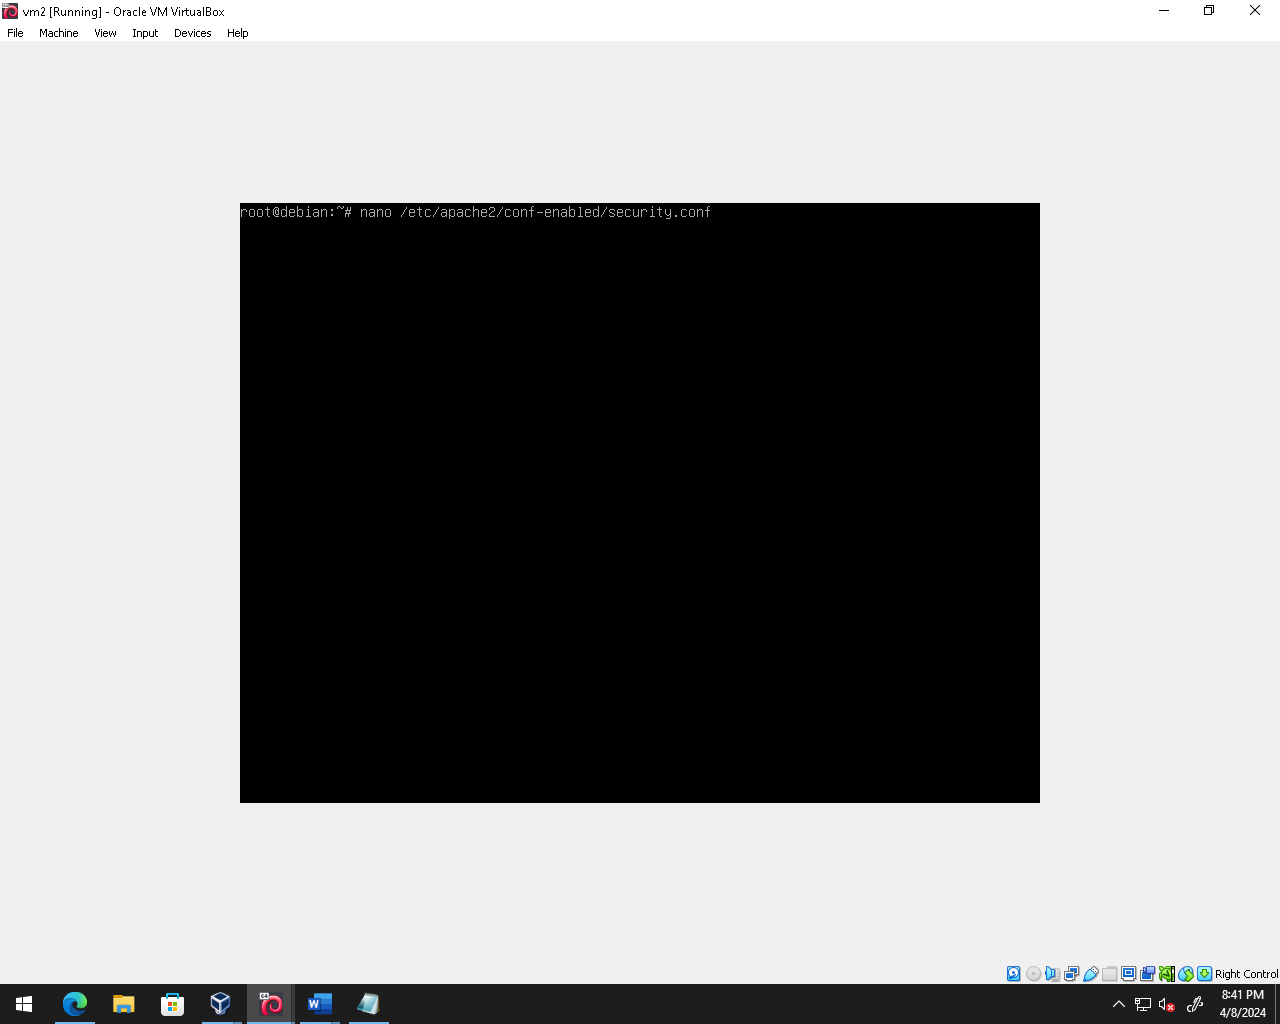 vm2 [Running] - Oracle VM VirtualBox
File Machine View Input Devices Help
root@debian:~# nano /etc/apache2/conf-enabled/security.conf
Right Control
8:41 PM
4/8/2024